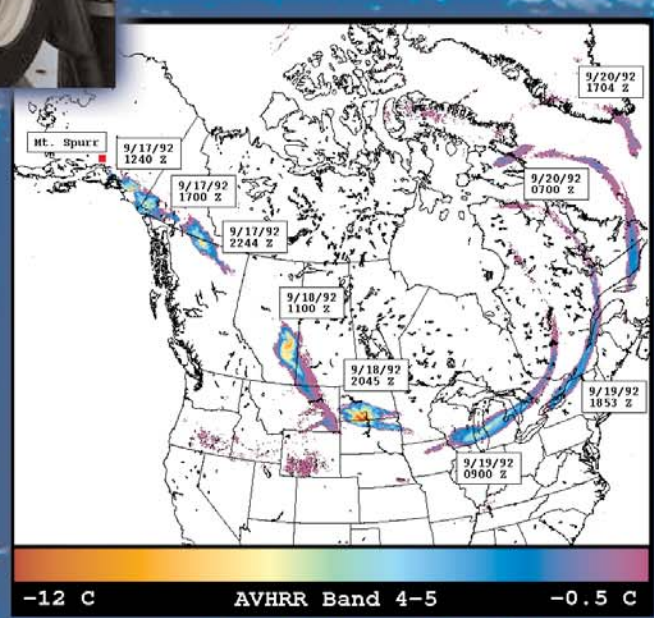 9/20/92
1704 Z
Mt. Spurr
9/17/92
1240 Z
9/17/92
1700 Z
9/20/92
0700 Z
9/17/92
2244 Z
9/18/92
1100 Z
9/18/92
2045 Z
9/19/92
1853 Z
9/19/92
0900 Z
−12 C AVHRR Band 4-5 −0.5 C